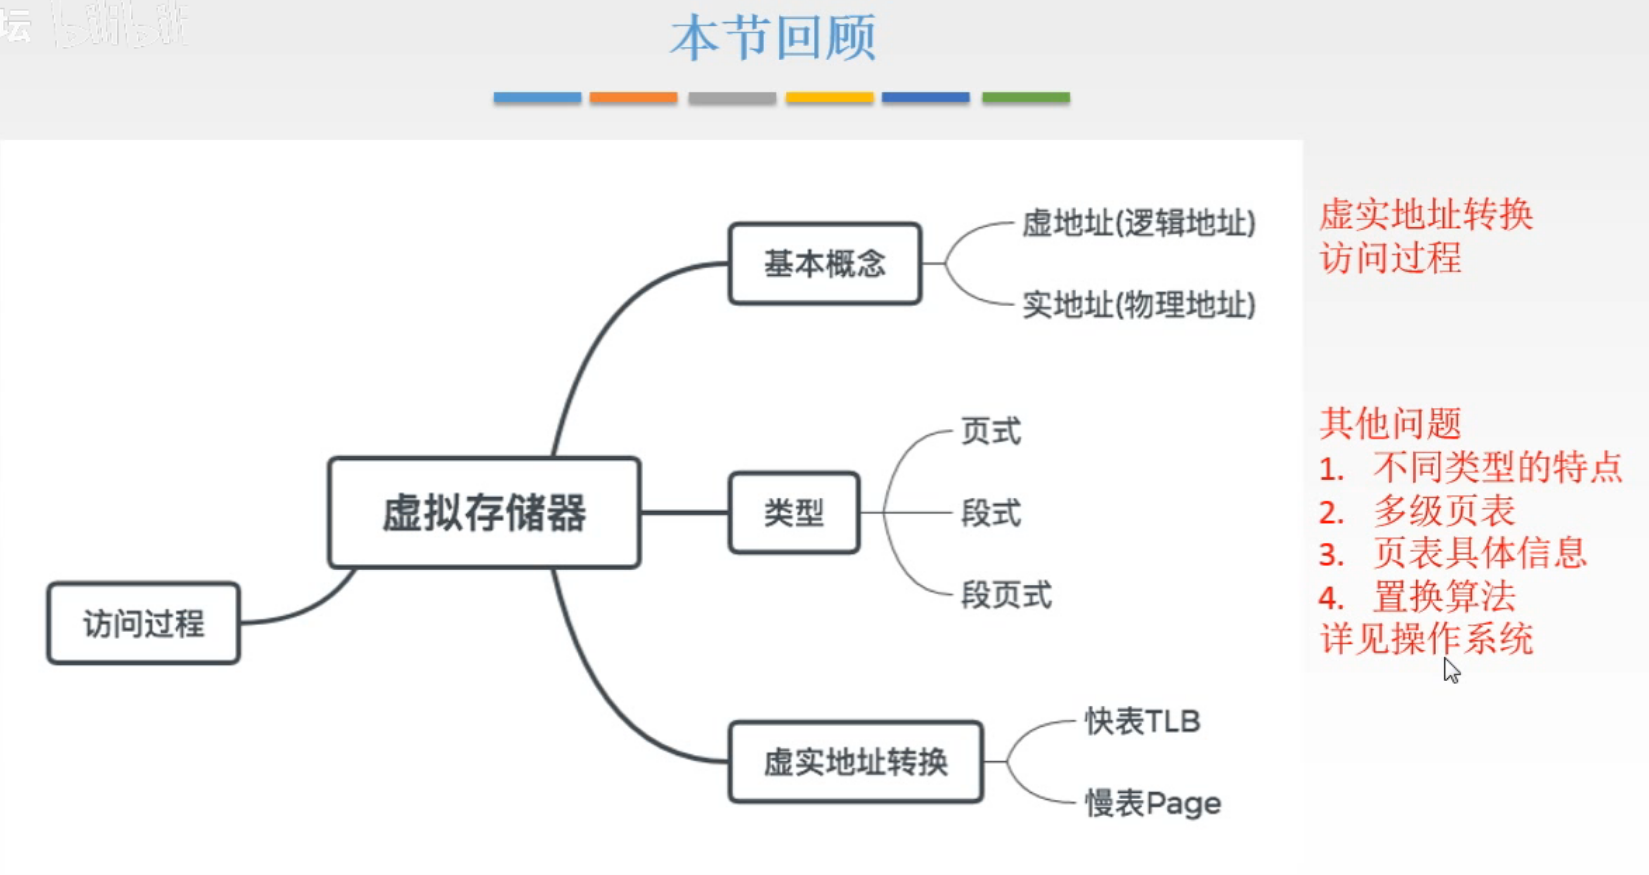 坛 bilibili
本节回顾
基本概念
虚地址(逻辑地址)
实地址(物理地址)
虚拟存储器
类型
页式
段式
段页式
访问过程
虚实地址转换
快表TLB
慢表Page
虚实地址转换
访问过程
其他问题
1. 不同类型的特点
2. 多级页表
3. 页表具体信息
4. 置换算法
详见操作系统